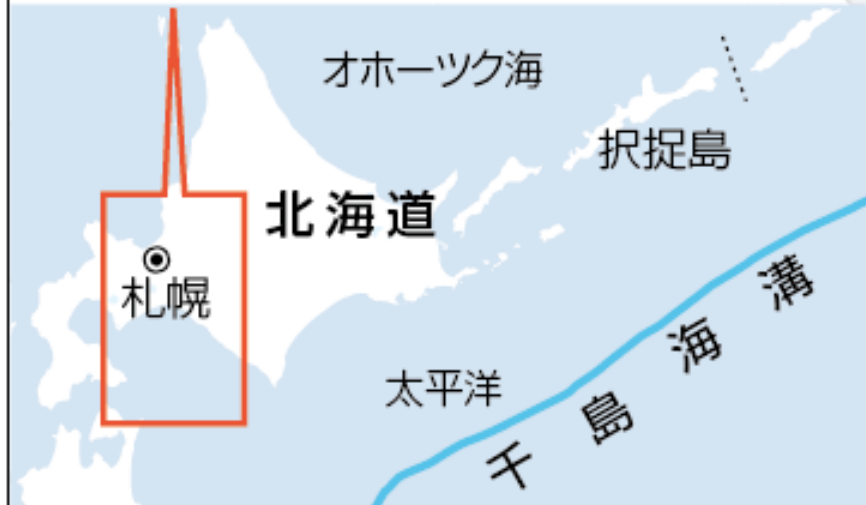 オホーツク海
択捉島
北海道
札幌
太平洋
千島海溝